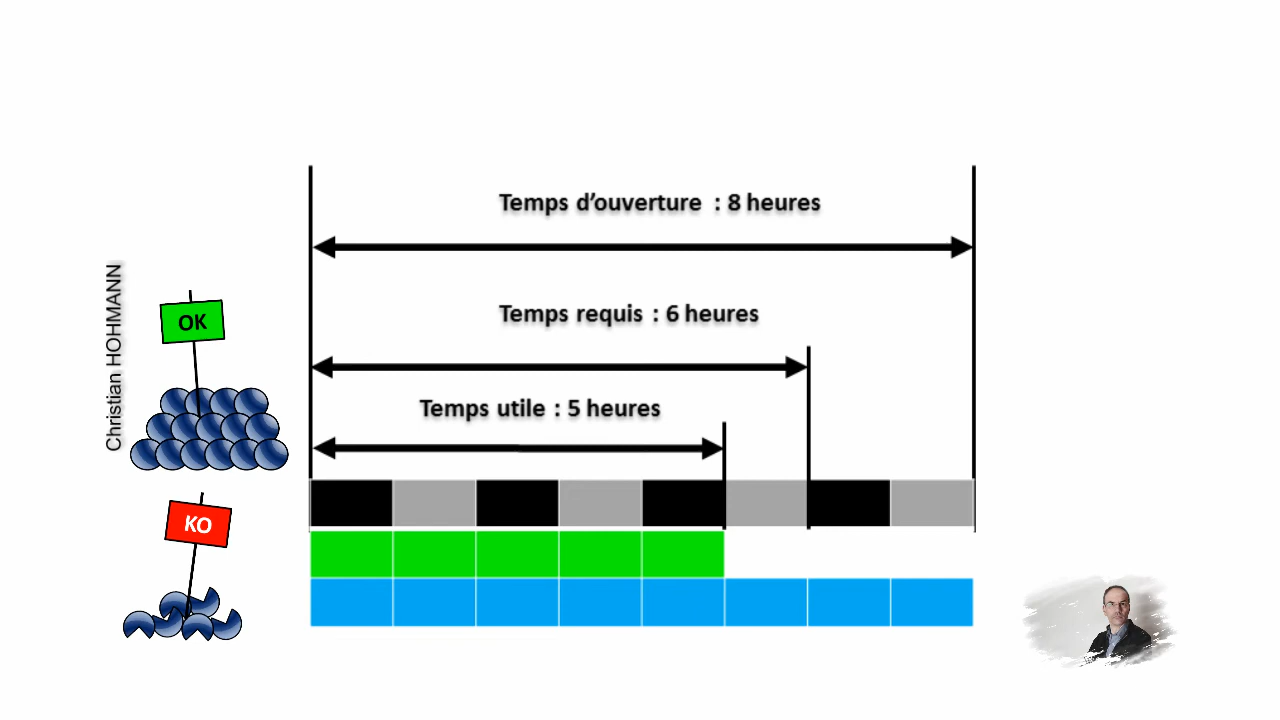 Temps d'ouverture : 8 heures
Temps requis : 6 heures
Temps utile : 5 heures
Christian HOHMANN
OK
KO